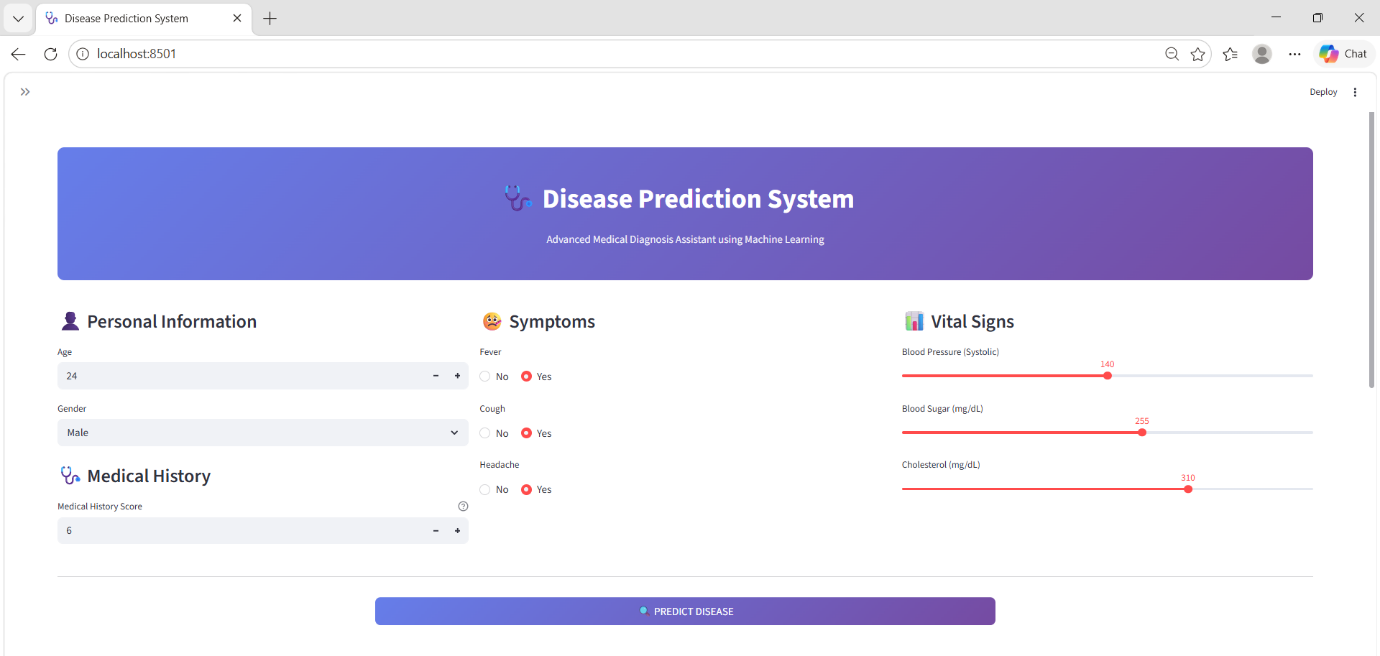 Disease Prediction System
localhost:8501
Chat
Deploy
Disease Prediction System
Advanced Medical Diagnosis Assistant using Machine Learning
Personal Information
Age
24
Gender
Male
Medical History
Medical History Score
6
Symptoms
Fever
No Yes
Cough
No Yes
Headache
No Yes
Vital Signs
Blood Pressure (Systolic)
140
Blood Sugar (mg/dL)
255
Cholesterol (mg/dL)
310
PREDICT DISEASE